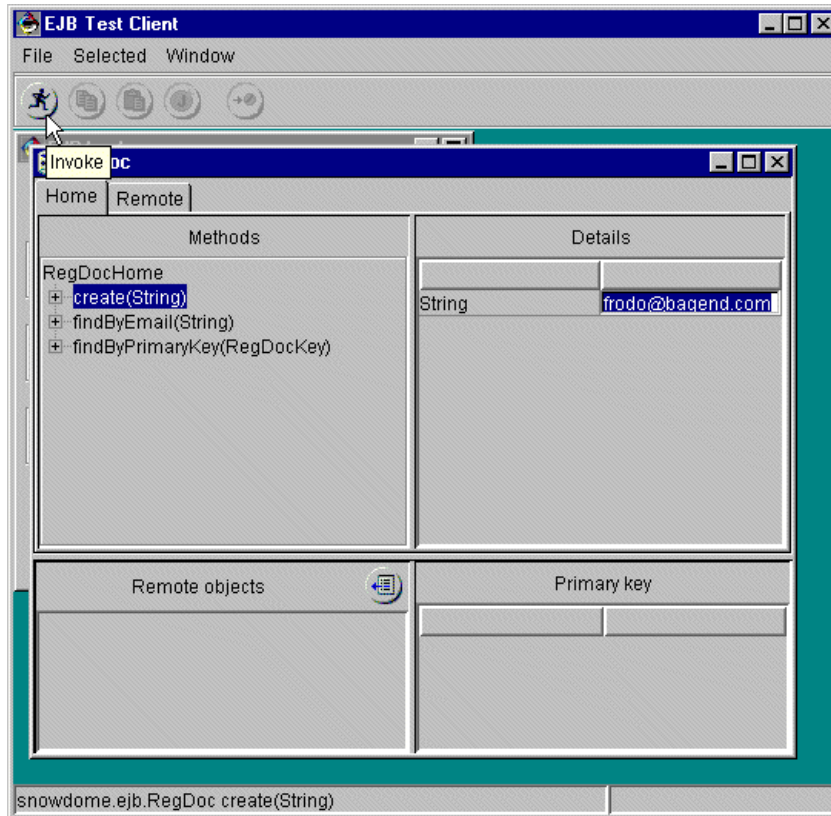 EJB Test Client
File Selected Window
Invoke
oc
Home Remote
Methods
Details
RegDocHome
create(String)
String
frodo@bagend.com
findByEmail(String)
findByPrimaryKey(RegDocKey)
Remote objects
Primary key
snowdome.ejb.RegDoc create(String)